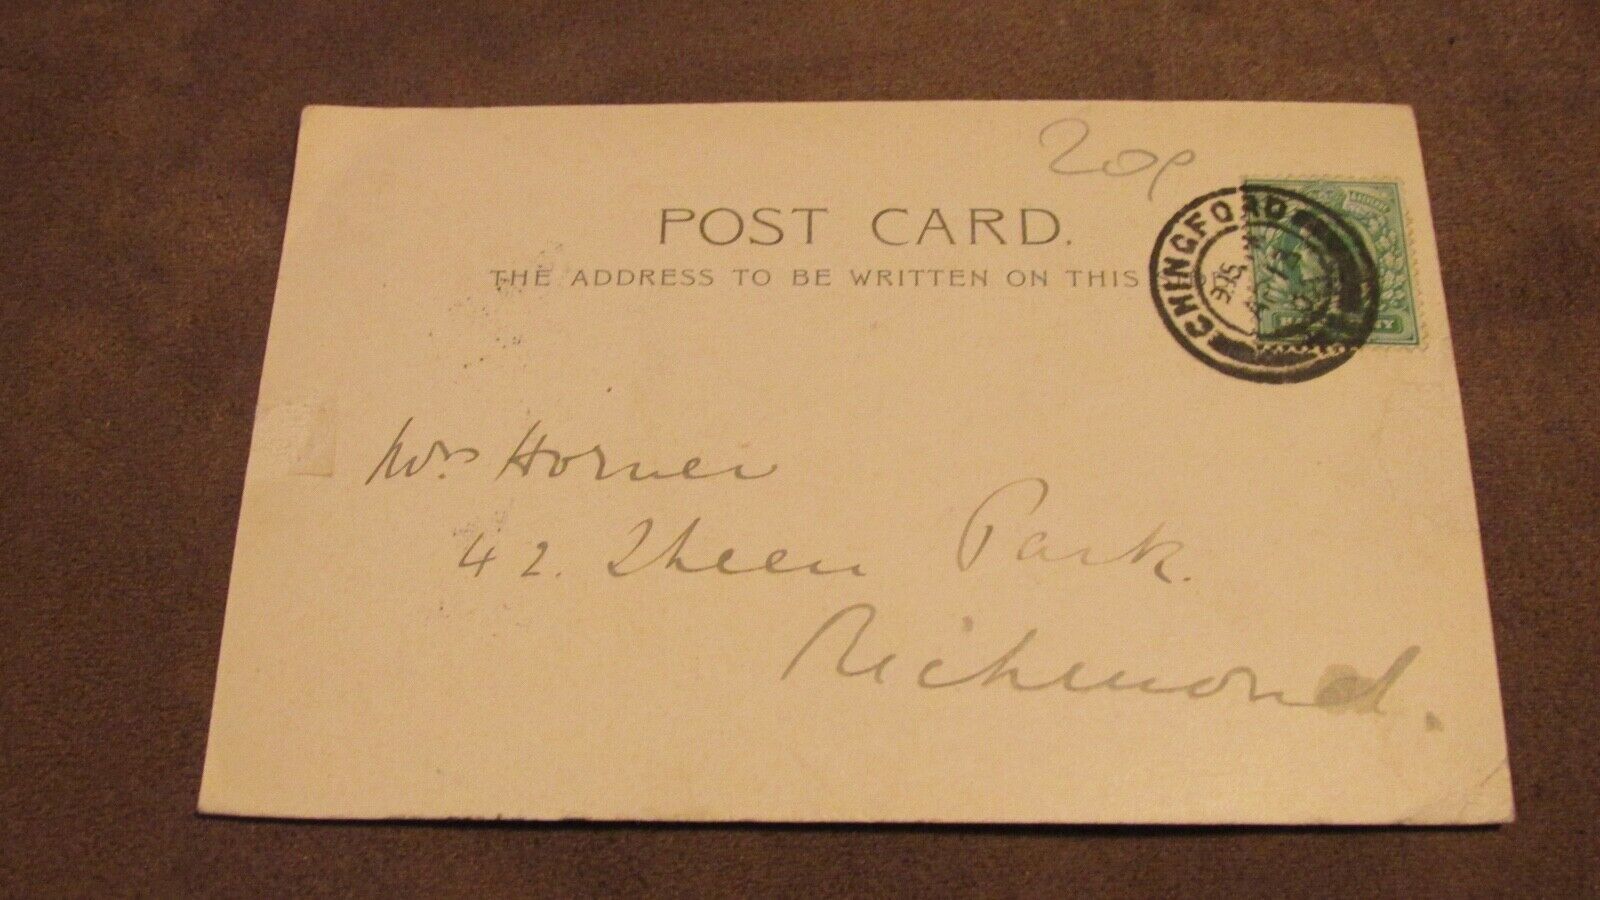 20p
POST CARD.
THE ADDRESS TO BE WRITTEN ON THIS
CHINGFORD
Mrs Horner
42. Sheen Park.
Richmond.